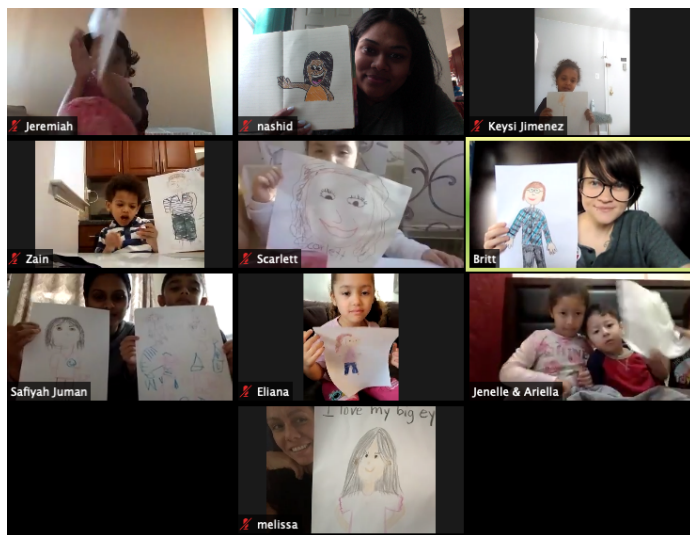 Jeremiah
nashid
Keysi Jimenez
Zain
Scarlett
Britt
Safiyah Juman
Eliana
Jenelle & Ariella
I love my big ey
melissa